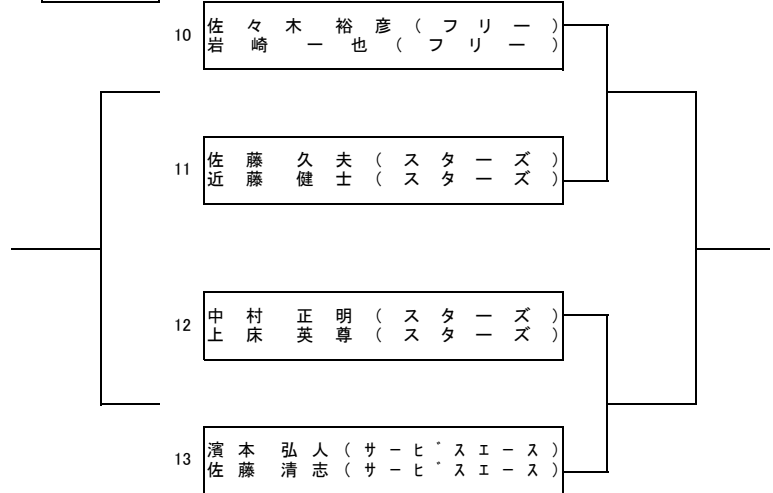 10 佐々木 裕彦(フリー)
岩崎 一也(フリー)
11 佐藤 久夫(スターズ)
近藤 健士(スターズ)
12 中村 正明(スターズ)
上床 英尊(スターズ)
13 濱本 弘人(サービスエース)
佐藤 清志(サービスエース)